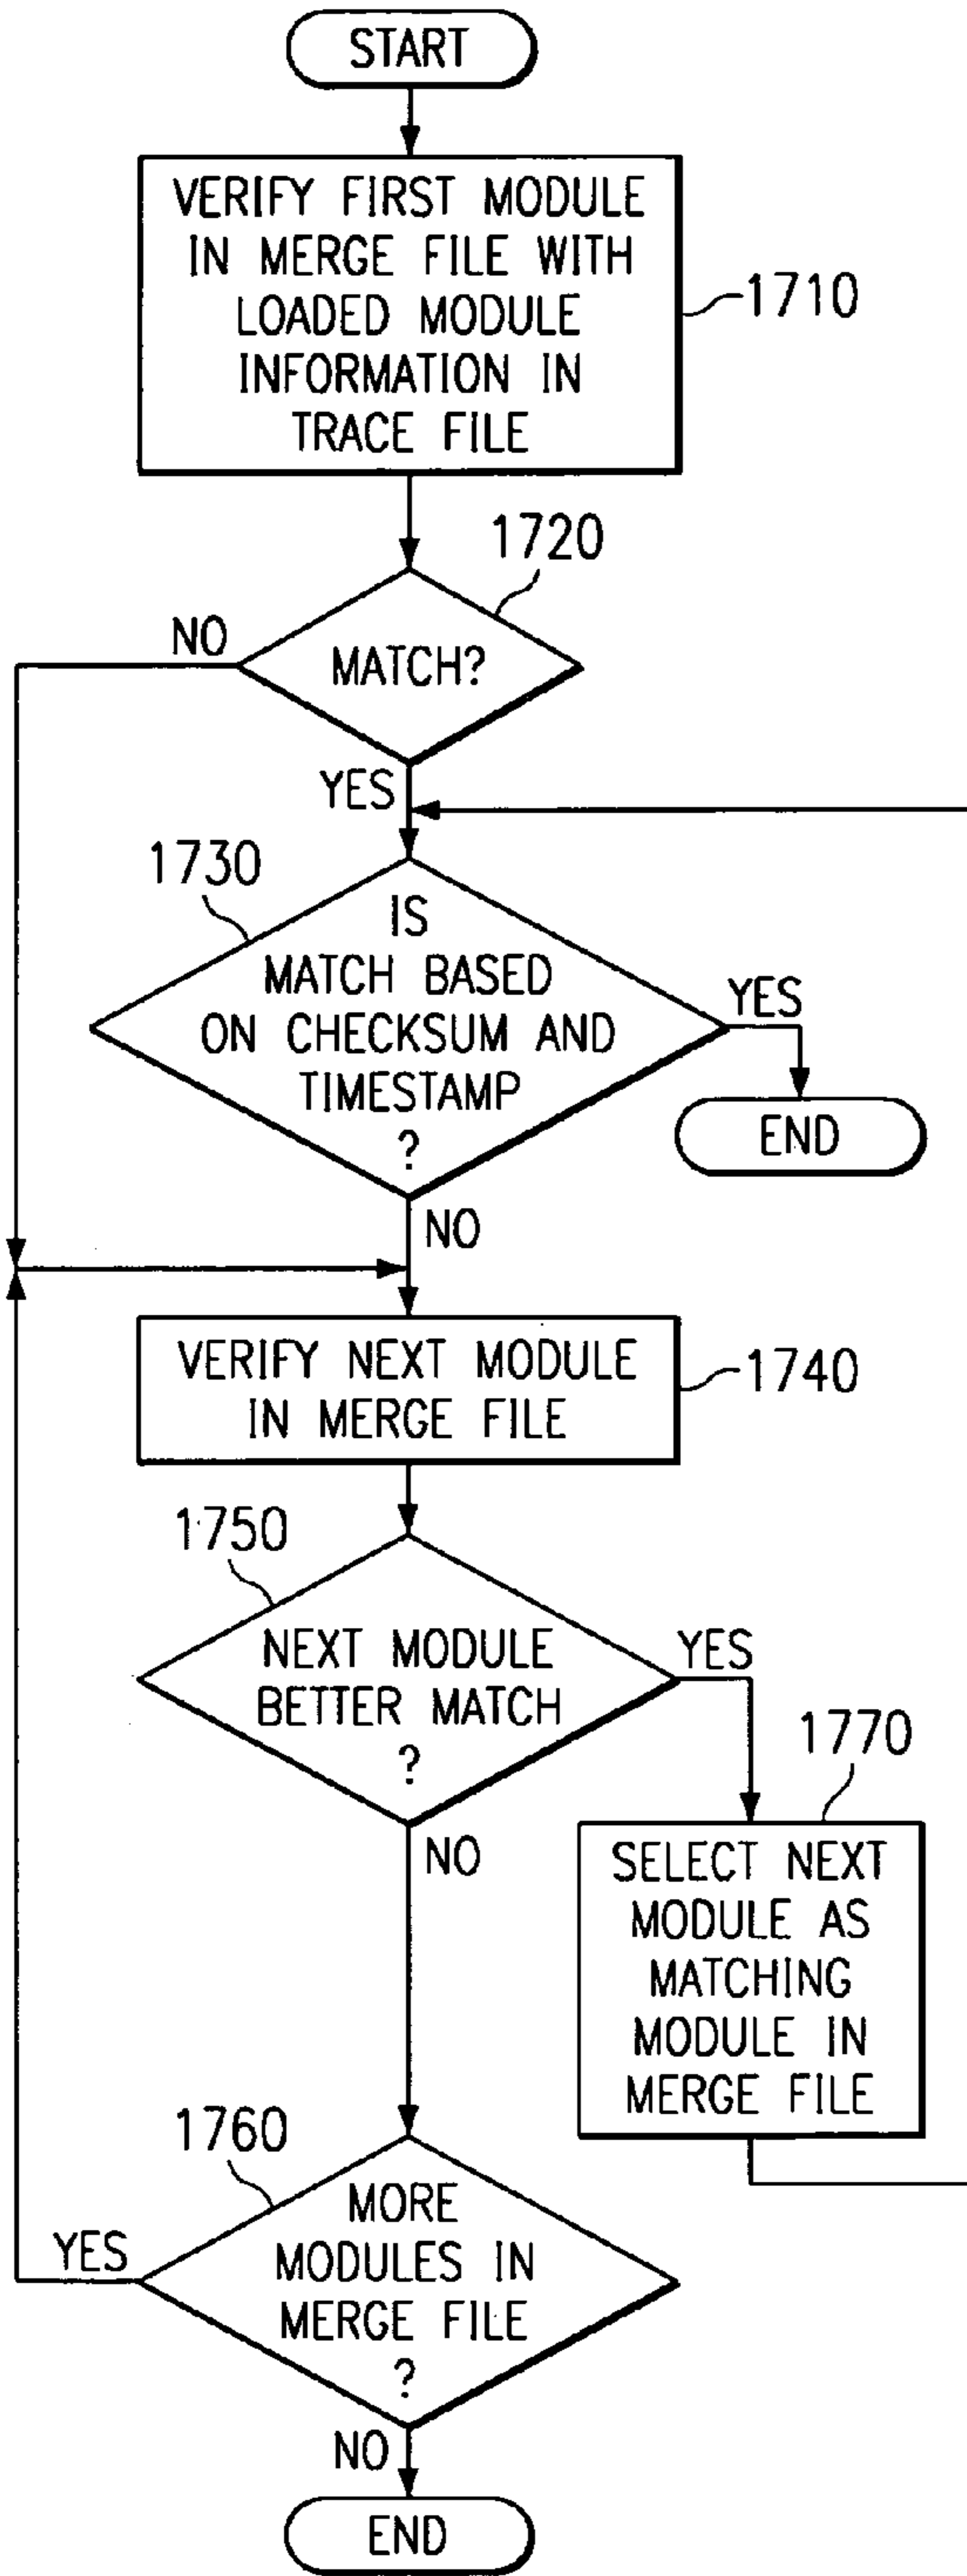 START
VERIFY FIRST MODULE
IN MERGE FILE WITH
LOADED MODULE
INFORMATION IN
TRACE FILE
1710
1720
MATCH?
NO
YES
1730
IS
MATCH BASED
ON CHECKSUM AND
TIMESTAMP
?
YES
END
NO
VERIFY NEXT MODULE
IN MERGE FILE
1740
1750
NEXT MODULE
BETTER MATCH
?
YES
NO
1770
SELECT NEXT
MODULE AS
MATCHING
MODULE IN
MERGE FILE
1760
MORE
MODULES IN
MERGE FILE
?
YES
NO
END